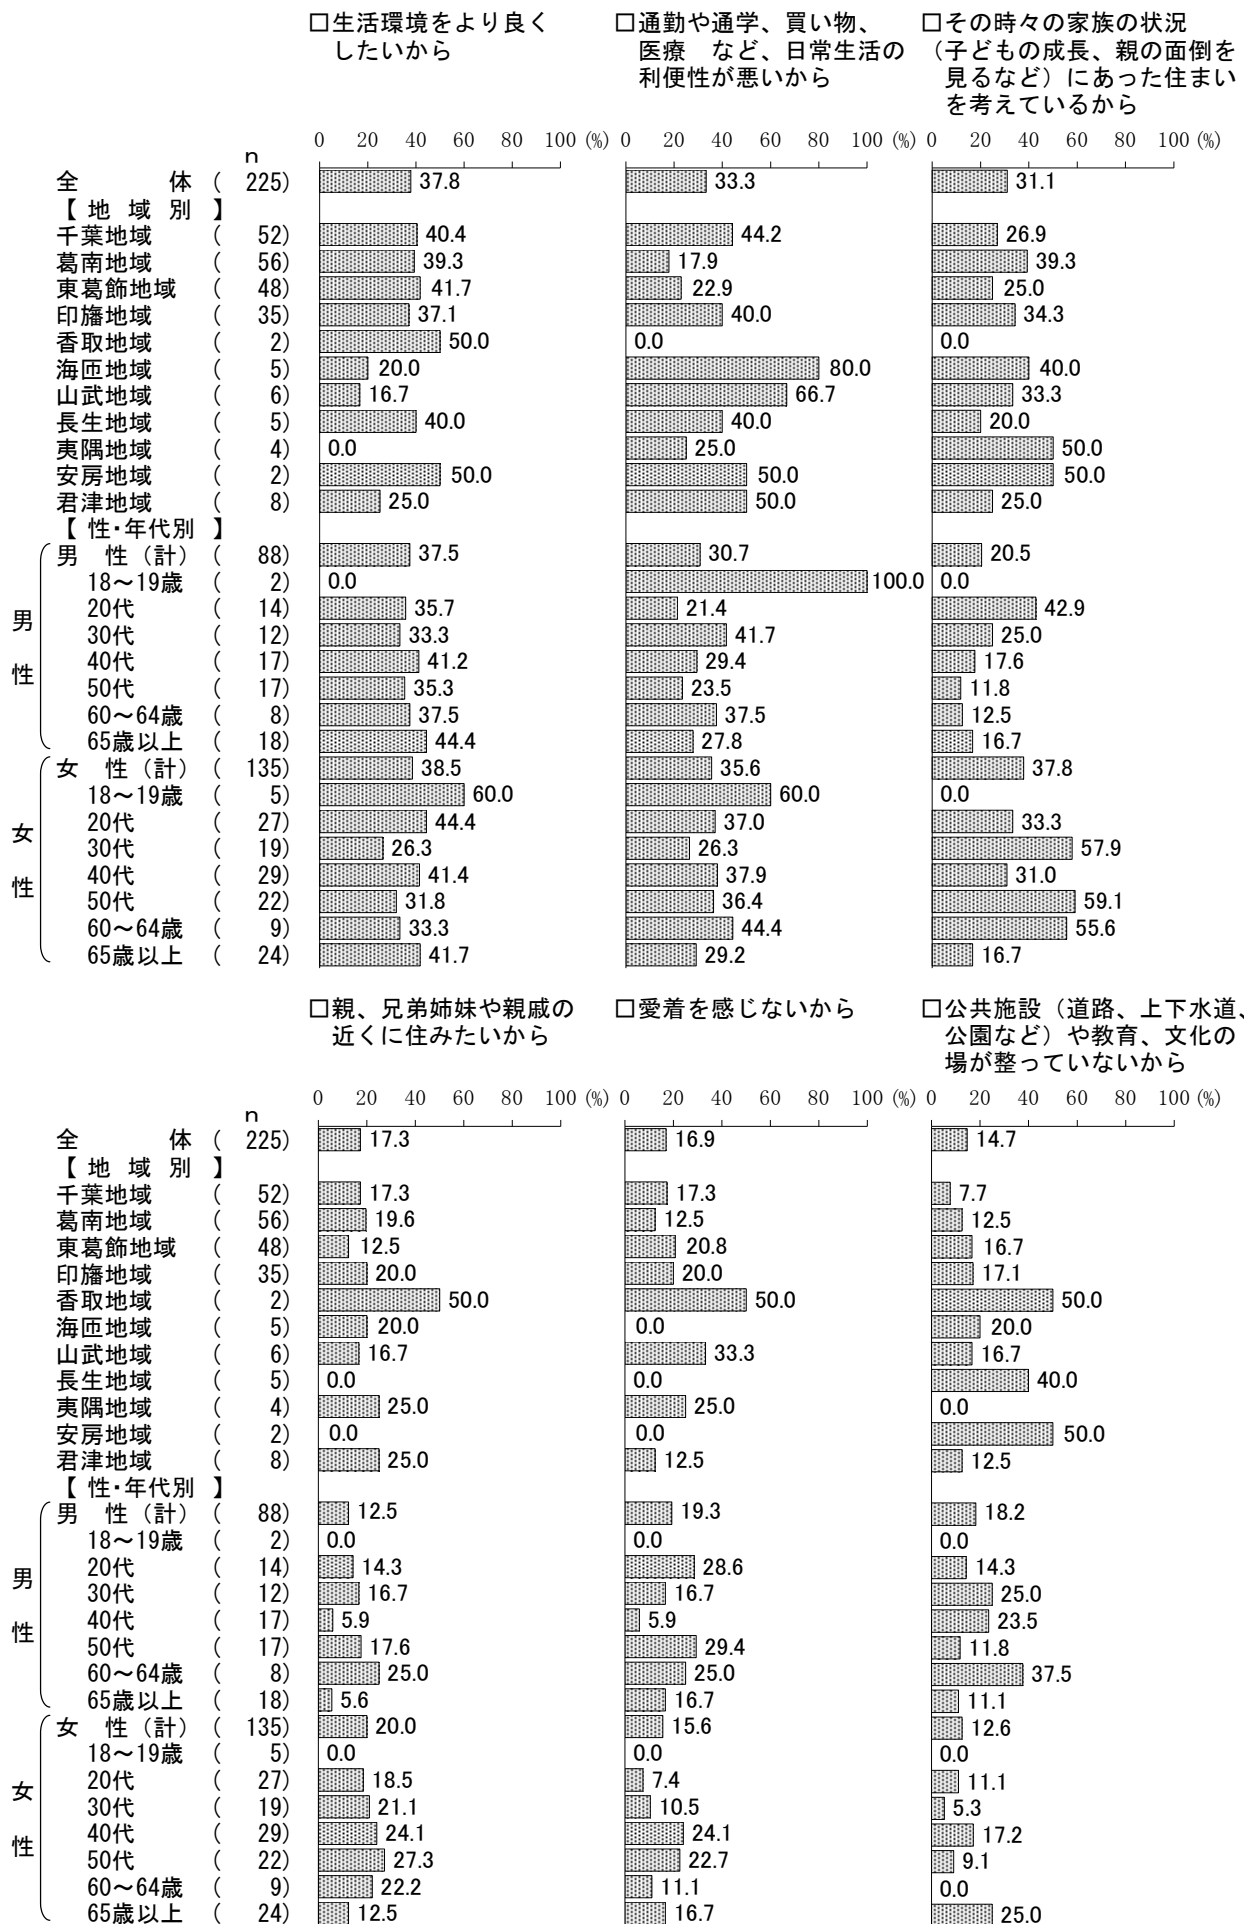 □生活環境をより良く
したいから
□通勤や通学、買い物、
医療　など、日常生活の
利便性が悪いから
□その時々の家族の状況
（子どもの成長、親の面倒を
見るなど）にあった住まい
を考えているから
n
0 20 40 60 80 100 (%) 0 20 40 60 80 100 (%) 0 20 40 60 80 100 (%)
全　　体 ( 225) 37.8 33.3 31.1
【 地 域 別 】
千葉地域 ( 52) 40.4 44.2 26.9
葛南地域 ( 56) 39.3 17.9 39.3
東葛飾地域 ( 48) 41.7 22.9 25.0
印旛地域 ( 35) 37.1 40.0 34.3
香取地域 ( 2) 50.0 0.0 0.0
海匝地域 ( 5) 20.0 80.0 40.0
山武地域 ( 6) 16.7 66.7 33.3
長生地域 ( 5) 40.0 40.0 20.0
夷隅地域 ( 4) 0.0 25.0 50.0
安房地域 ( 2) 50.0 50.0 50.0
君津地域 ( 8) 25.0 50.0 25.0
【 性・年代別 】
男性
男　性（計） ( 88) 37.5 30.7 20.5
18～19歳 ( 2) 0.0 100.0 0.0
20代 ( 14) 35.7 21.4 42.9
30代 ( 12) 33.3 41.7 25.0
40代 ( 17) 41.2 29.4 17.6
50代 ( 17) 35.3 23.5 11.8
60～64歳 ( 8) 37.5 37.5 12.5
65歳以上 ( 18) 44.4 27.8 16.7
女性
女　性（計） ( 135) 38.5 35.6 37.8
18～19歳 ( 5) 60.0 60.0 0.0
20代 ( 27) 44.4 37.0 33.3
30代 ( 19) 26.3 26.3 57.9
40代 ( 29) 41.4 37.9 31.0
50代 ( 22) 31.8 36.4 59.1
60～64歳 ( 9) 33.3 44.4 55.6
65歳以上 ( 24) 41.7 29.2 16.7
□親、兄弟姉妹や親戚の
近くに住みたいから
□愛着を感じないから
□公共施設（道路、上下水道、
公園など）や教育、文化の
場が整っていないから
n
0 20 40 60 80 100 (%) 0 20 40 60 80 100 (%) 0 20 40 60 80 100 (%)
全　　体 ( 225) 17.3 16.9 14.7
【 地 域 別 】
千葉地域 ( 52) 17.3 17.3 7.7
葛南地域 ( 56) 19.6 12.5 12.5
東葛飾地域 ( 48) 12.5 20.8 16.7
印旛地域 ( 35) 20.0 20.0 17.1
香取地域 ( 2) 50.0 50.0 50.0
海匝地域 ( 5) 20.0 0.0 20.0
山武地域 ( 6) 16.7 33.3 16.7
長生地域 ( 5) 0.0 0.0 40.0
夷隅地域 ( 4) 25.0 25.0 0.0
安房地域 ( 2) 0.0 0.0 50.0
君津地域 ( 8) 25.0 12.5 12.5
【 性・年代別 】
男性
男　性（計） ( 88) 12.5 19.3 18.2
18～19歳 ( 2) 0.0 0.0 0.0
20代 ( 14) 14.3 28.6 14.3
30代 ( 12) 16.7 16.7 25.0
40代 ( 17) 5.9 5.9 23.5
50代 ( 17) 17.6 29.4 11.8
60～64歳 ( 8) 25.0 25.0 37.5
65歳以上 ( 18) 5.6 16.7 11.1
女性
女　性（計） ( 135) 20.0 15.6 12.6
18～19歳 ( 5) 0.0 0.0 0.0
20代 ( 27) 18.5 7.4 11.1
30代 ( 19) 21.1 10.5 5.3
40代 ( 29) 24.1 24.1 17.2
50代 ( 22) 27.3 22.7 9.1
60～64歳 ( 9) 22.2 11.1 0.0
65歳以上 ( 24) 12.5 16.7 25.0